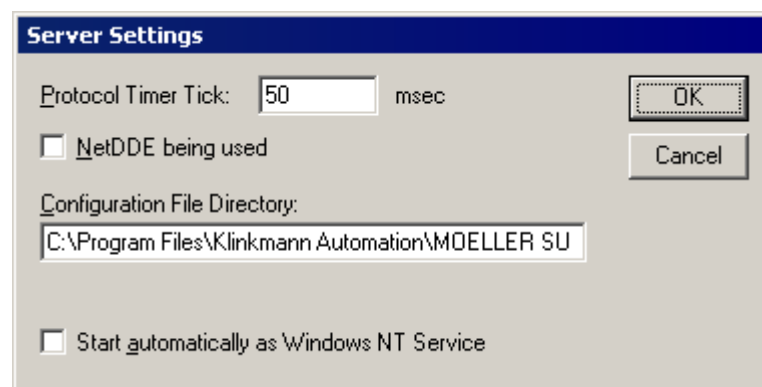 Server Settings
Protocol Timer Tick: 50 msec
OK
NetDDE being used
Cancel
Configuration File Directory:
C:\Program Files\Klinkmann Automation\MOELLER SU
Start automatically as Windows NT Service